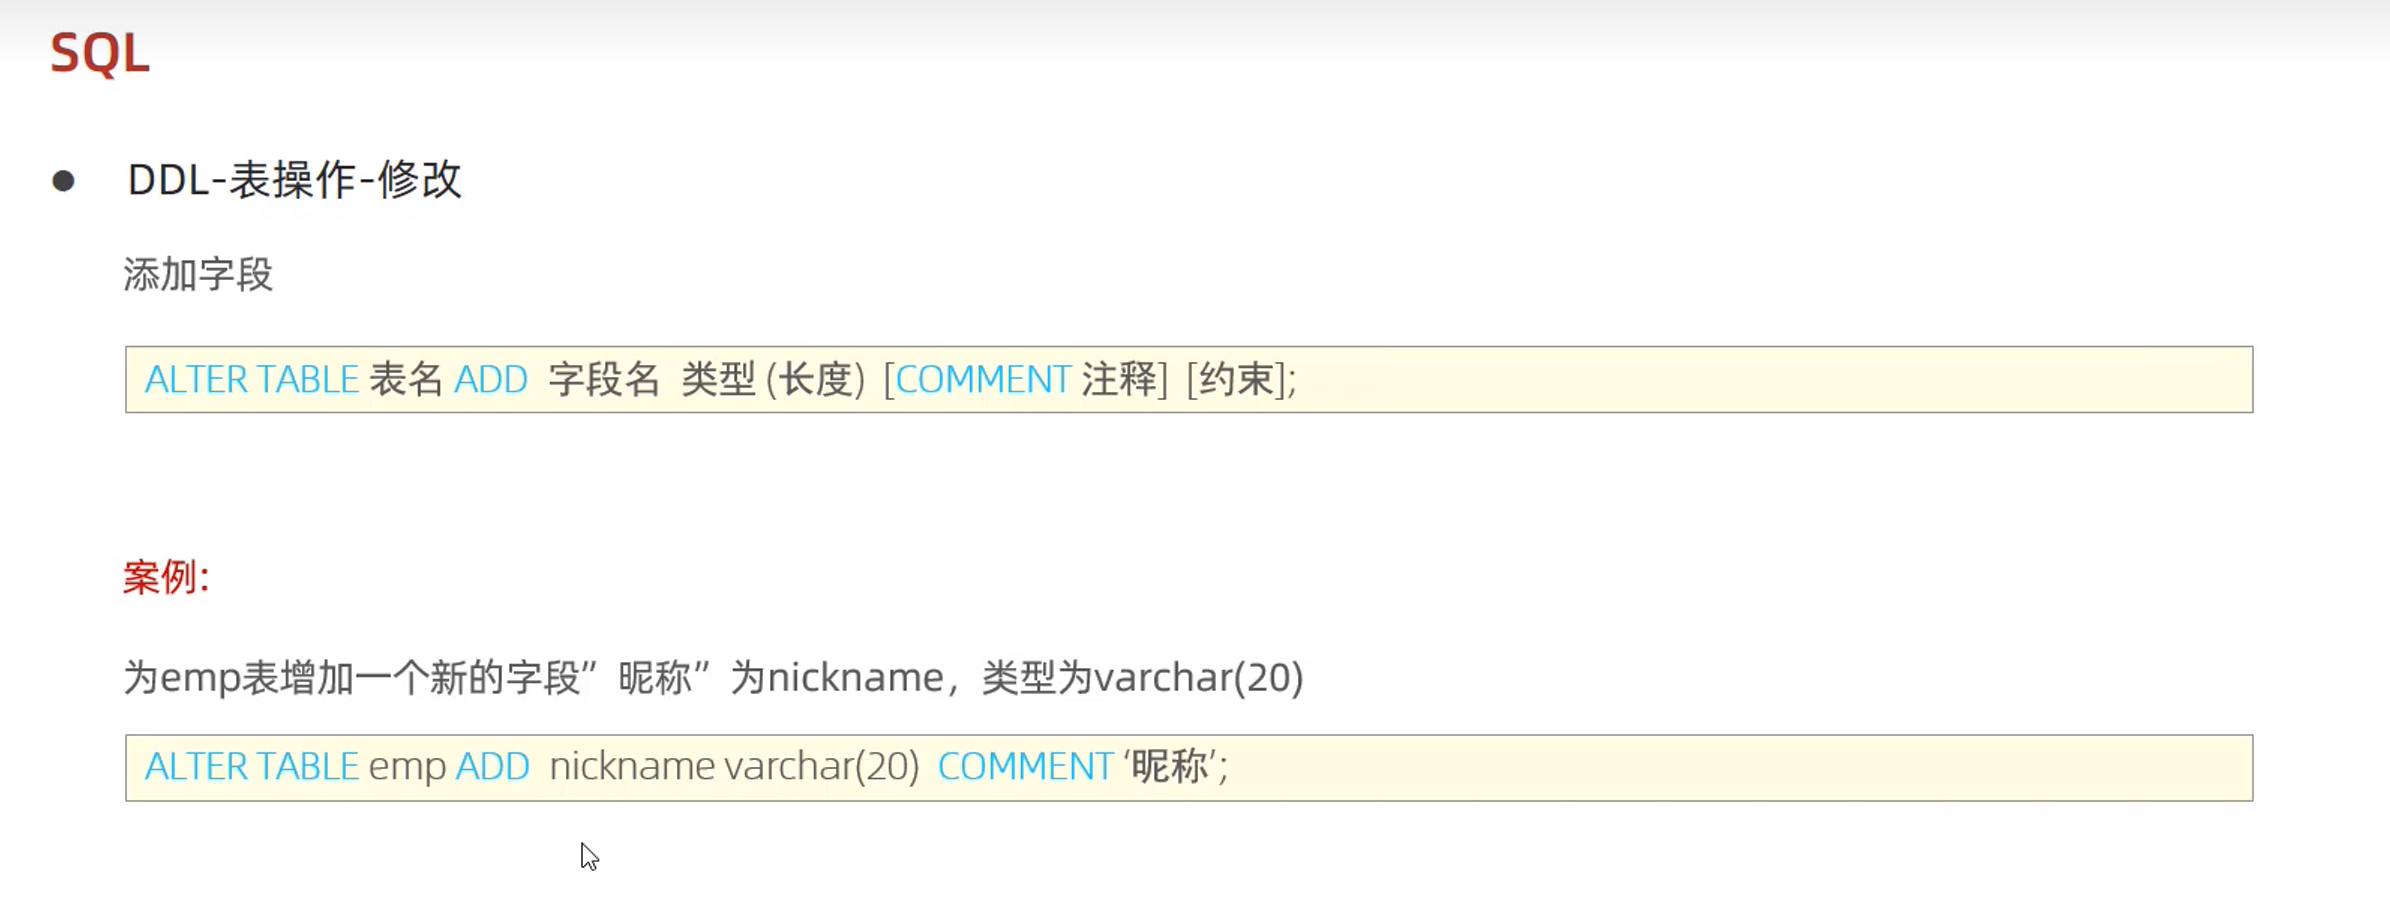 SQL
● DDL-表操作-修改
添加字段
ALTER TABLE 表名 ADD 字段名 类型 (长度) [COMMENT 注释] [约束];
案例:
为emp表增加一个新的字段”昵称”为nickname，类型为varchar(20)
ALTER TABLE emp ADD nickname varchar(20) COMMENT ‘昵称’;